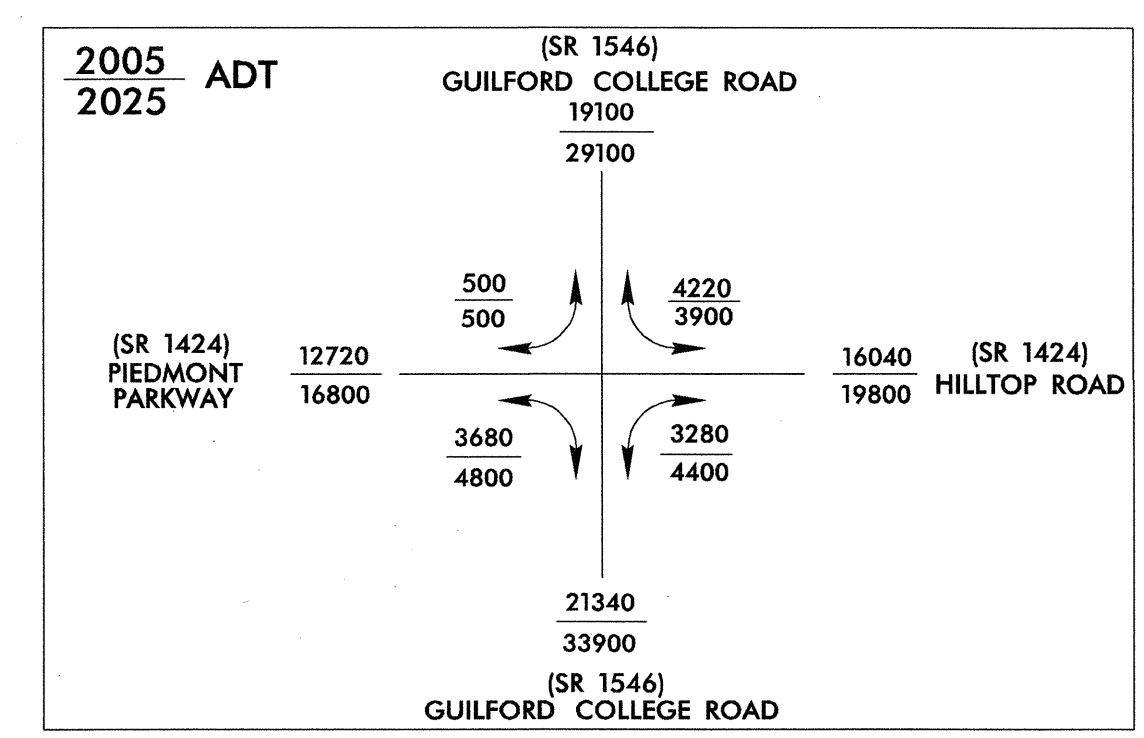 2005
2025
ADT
(SR 1546)
GUILFORD COLLEGE ROAD
19100
29100
500
500
4220
3900
(SR 1424)
PIEDMONT
PARKWAY
12720
16800
16040
19800
(SR 1424)
HILLTOP ROAD
3680
4800
3280
4400
21340
33900
(SR 1546)
GUILFORD COLLEGE ROAD